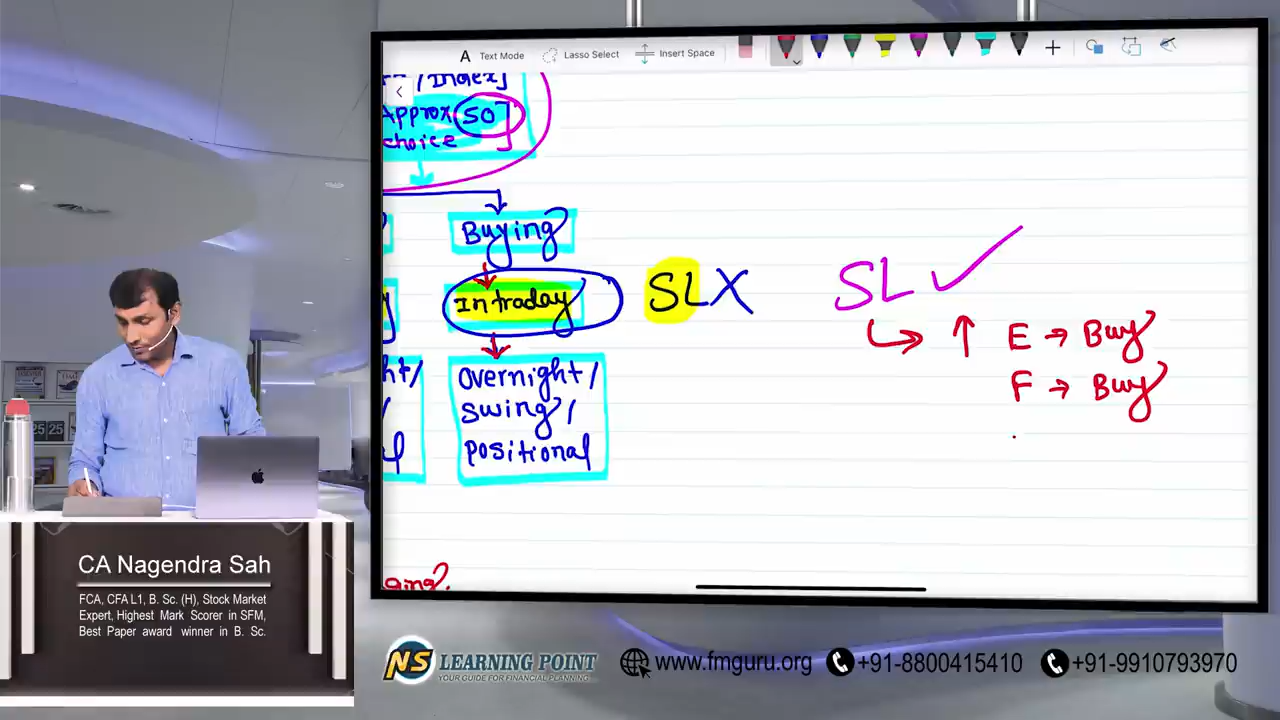 Text Mode
Lasso Select
Insert Space
/Index]
Approx 50]
choice
Buying
Intraday
SL X
SL ✓
↳ ↑ E → Buy
F → Buy
overnight/
swing/
positional
ht/
CA Nagendra Sah
FCA, CFA L1, B. Sc. (H), Stock Market
Expert, Highest Mark Scorer in SFM,
Best Paper award winner in B. Sc.
NS LEARNING POINT
YOUR GUIDE FOR FINANCIAL PLANNING
www.fmguru.org
+91-8800415410
+91-9910793970